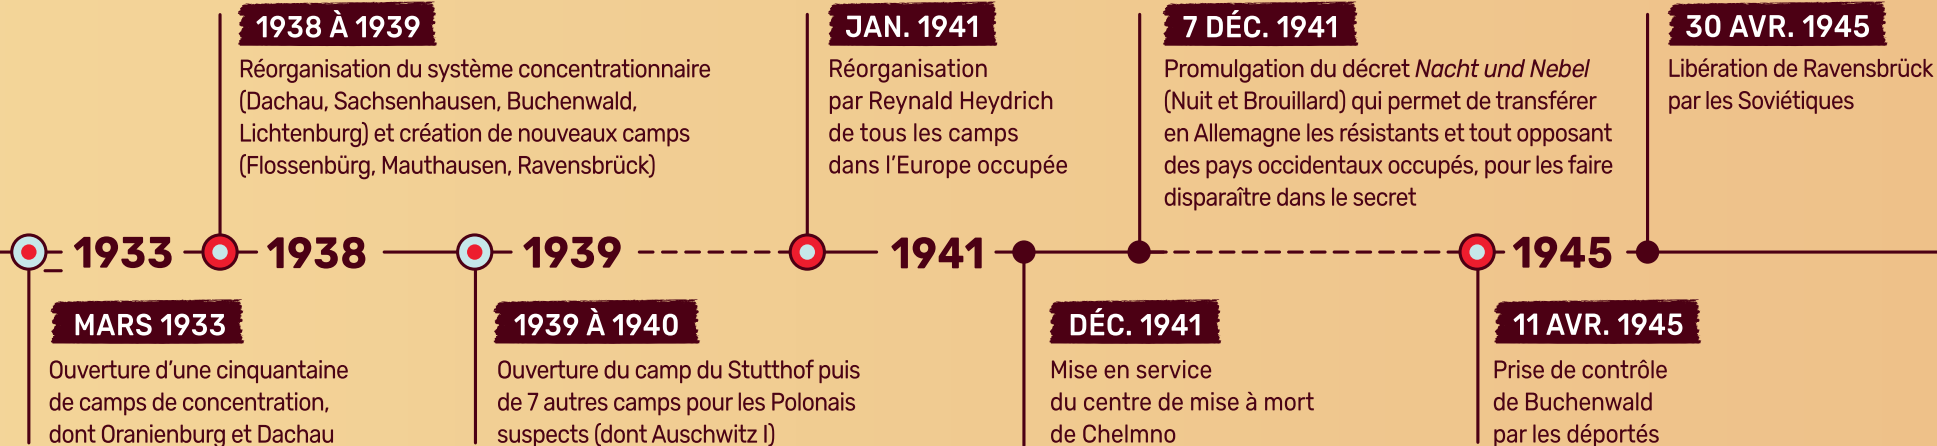 1938 À 1939
Réorganisation du système concentrationnaire
(Dachau, Sachsenhausen, Buchenwald,
Lichtenburg) et création de nouveaux camps
(Flossenbürg, Mauthausen, Ravensbrück)
JAN. 1941
Réorganisation
par Reynald Heydrich
de tous les camps
dans l’Europe occupée
7 DÉC. 1941
Promulgation du décret Nacht und Nebel
(Nuit et Brouillard) qui permet de transférer
en Allemagne les résistants et tout opposant
des pays occidentaux occupés, pour les faire
disparaître dans le secret
30 AVR. 1945
Libération de Ravensbrück
par les Soviétiques
1933
1938
1939
1941
1945
MARS 1933
Ouverture d’une cinquantaine
de camps de concentration,
dont Oranienburg et Dachau
1939 À 1940
Ouverture du camp du Stutthof puis
de 7 autres camps pour les Polonais
suspects (dont Auschwitz I)
DÉC. 1941
Mise en service
du centre de mise à mort
de Chelmno
11 AVR. 1945
Prise de contrôle
de Buchenwald
par les déportés